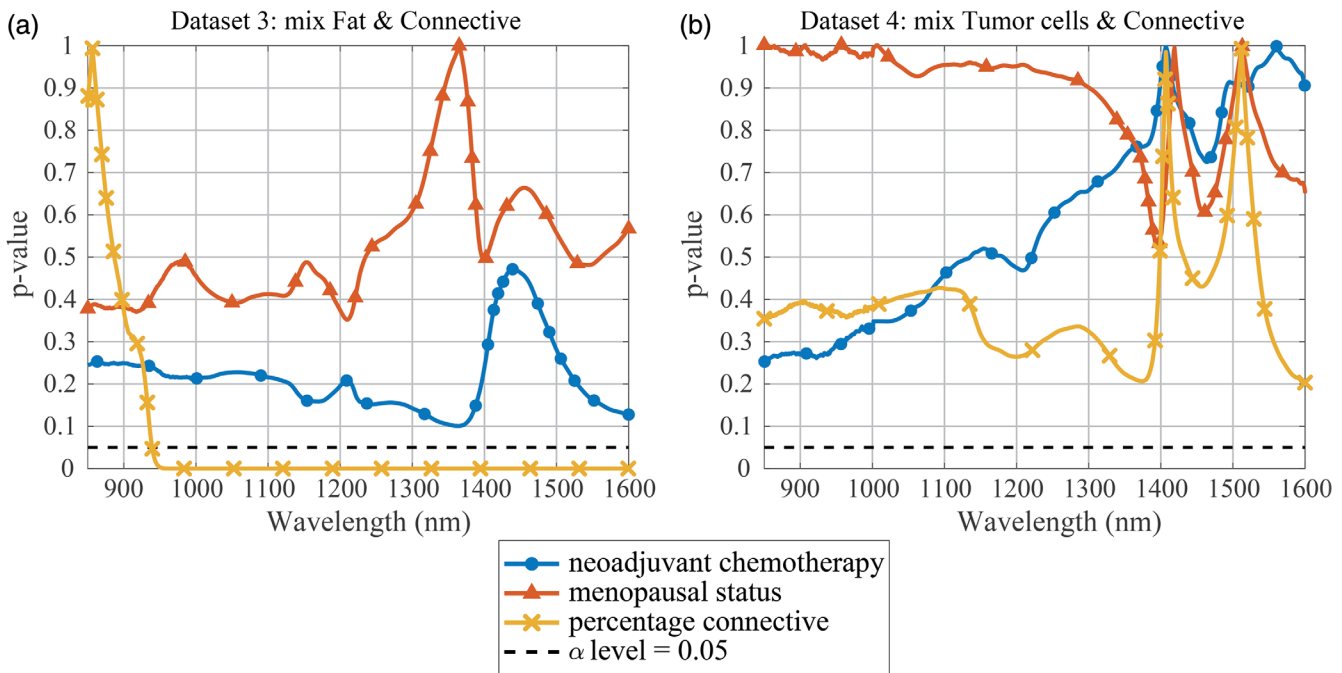 (a) Dataset 3: mix Fat & Connective
1
0.9
0.8
0.7
0.6
0.5
0.4
0.3
0.2
0.1
0
p-value
900 1000 1100 1200 1300 1400 1500 1600
Wavelength (nm)
(b) Dataset 4: mix Tumor cells & Connective
1
0.9
0.8
0.7
0.6
0.5
0.4
0.3
0.2
0.1
0
p-value
900 1000 1100 1200 1300 1400 1500 1600
Wavelength (nm)
neoadjuvant chemotherapy
menopausal status
percentage connective
α level = 0.05